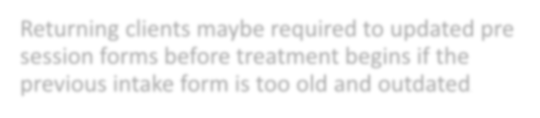 Returning clients maybe required to updated pre
session forms before treatment begins if the
previous intake form is too old and outdated